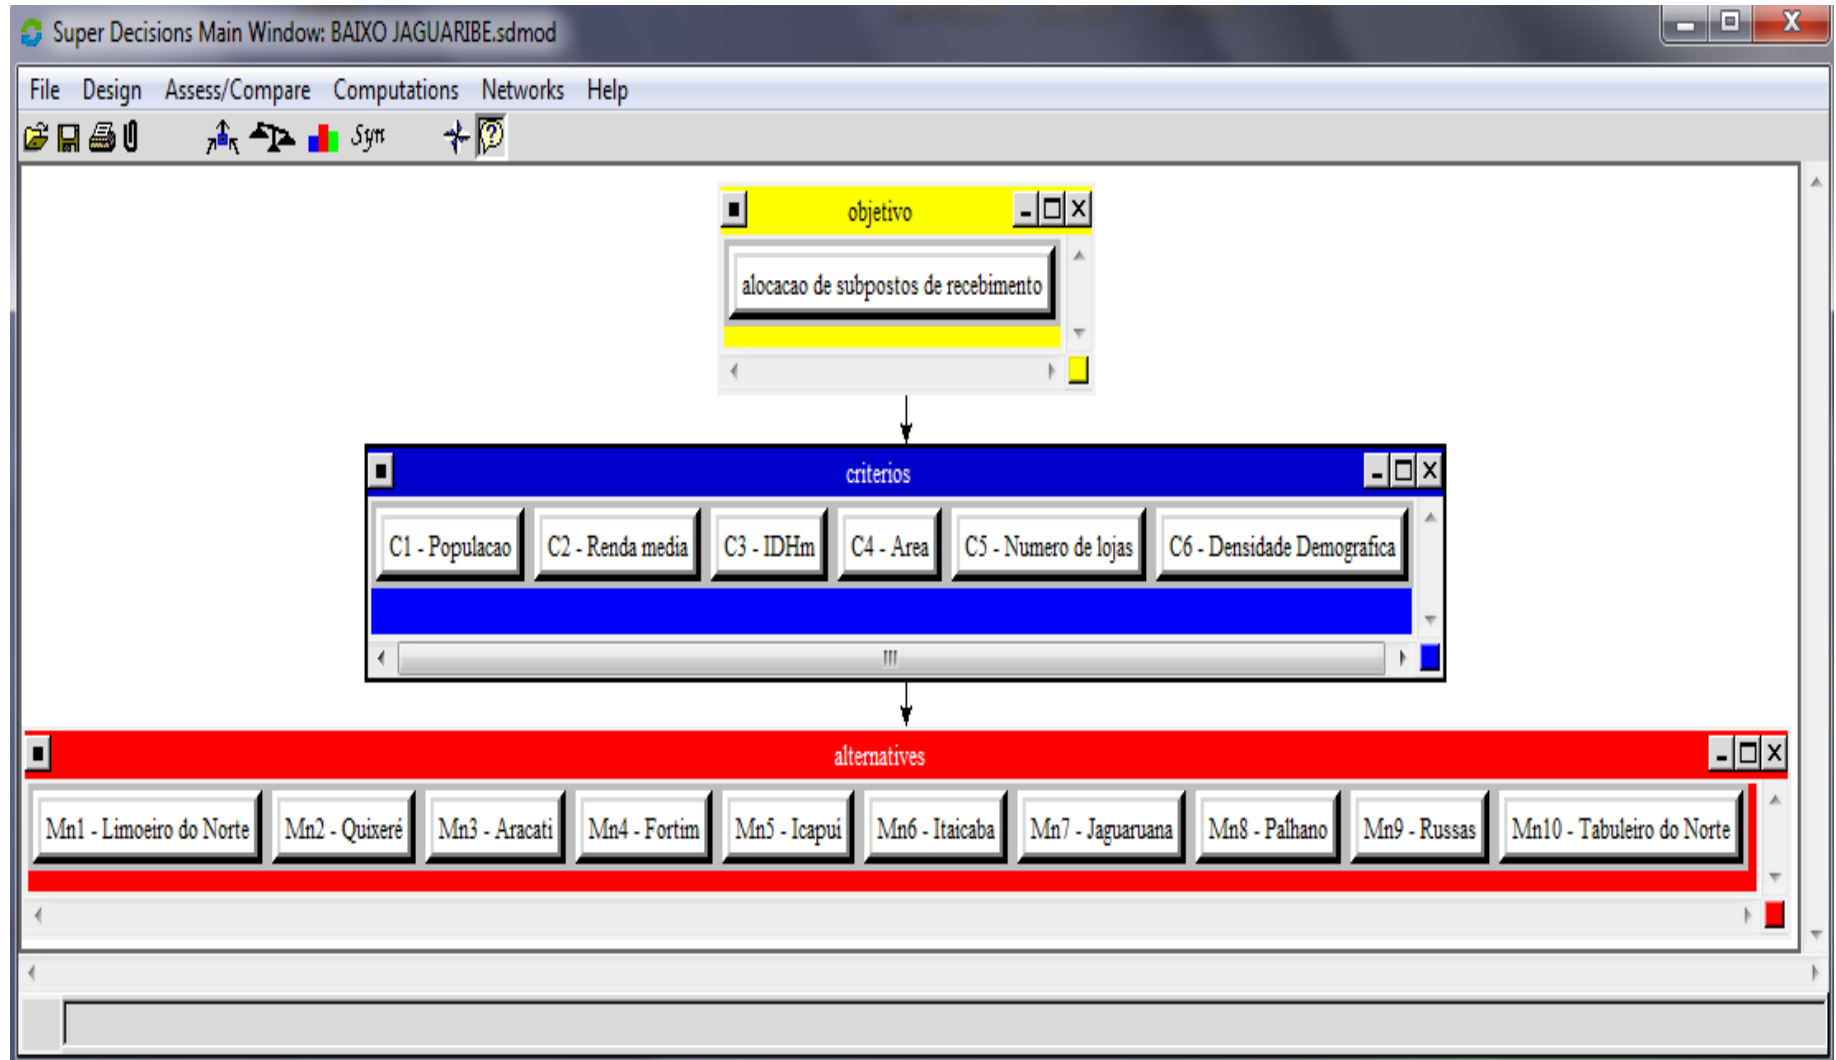 Super Decisions Main Window: BAIXO JAGUARIBE.sdmod
File Design Assess/Compare Computations Networks Help
Syn
objetivo
alocacao de subpostos de recebimento
criterios
C1 - Populacao C2 - Renda media C3 - IDHm C4 - Area C5 - Numero de lojas C6 - Densidade Demografica
alternatives
Mn1 - Limoeiro do Norte Mn2 - Quixeré Mn3 - Aracati Mn4 - Fortim Mn5 - Icapuí Mn6 - Itaicaba Mn7 - Jaguaruana Mn8 - Palhano Mn9 - Russas Mn10 - Tabuleiro do Norte